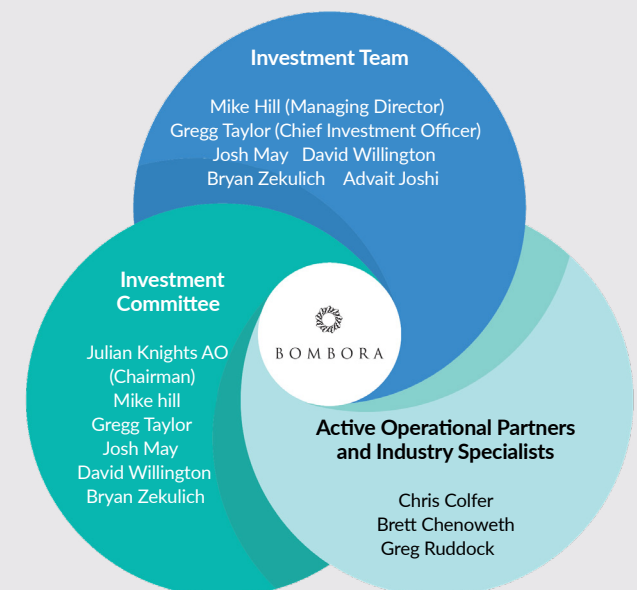 Investment Team
Mike Hill (Managing Director)
Gregg Taylor (Chief Investment Officer)
Josh May David Willington
Bryan Zekulich Advait Joshi
Investment
Committee
Julian Knights AO
(Chairman)
Mike hill
Gregg Taylor
Josh May
David Willington
Bryan Zekulich
BOMBORA
Active Operational Partners
and Industry Specialists
Chris Colfer
Brett Chenoweth
Greg Ruddock